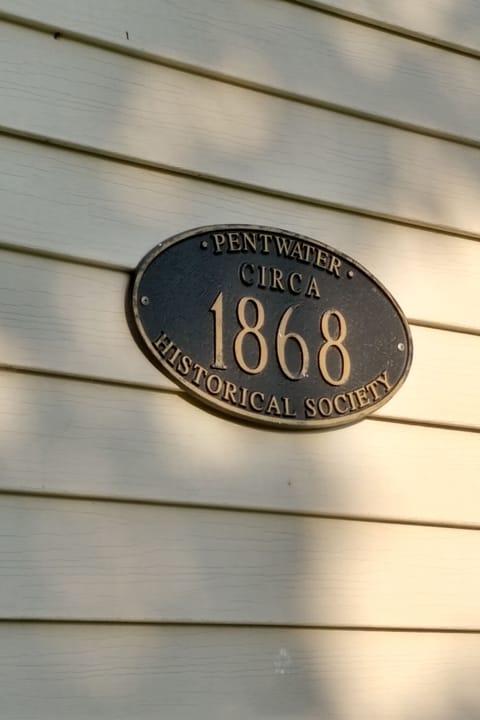 · PENTWATER ·
CIRCA
1868
HISTORICAL SOCIETY